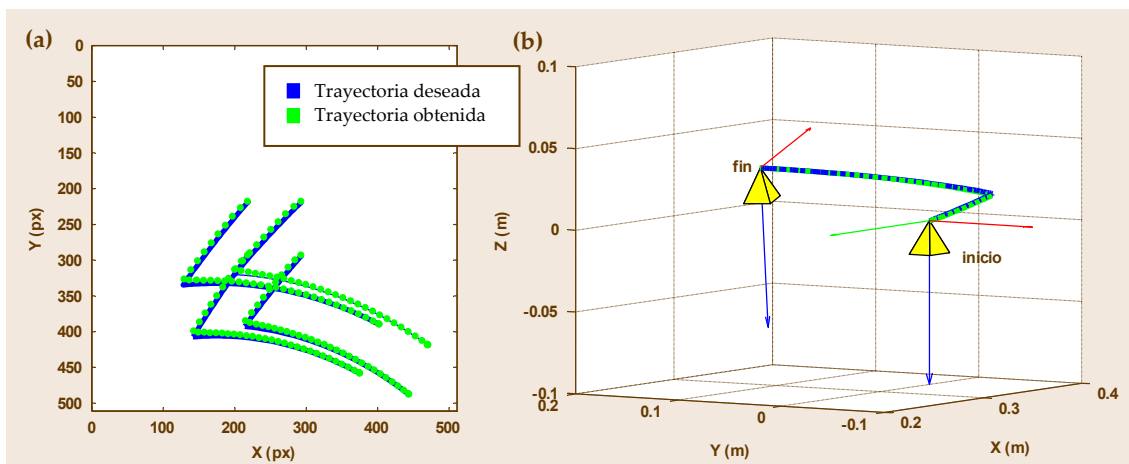 (a)
0
50
100
150
200
250
300
350
400
450
500
Y (px)
0 100 200 300 400 500
X (px)
Trayectoria deseada
Trayectoria obtenida
(b)
0.1
0.05
0
-0.05
-0.1
Z (m)
fin
inicio
0.2 0.1 0 -0.1
Y (m)
0.2 0.3 0.4
X (m)